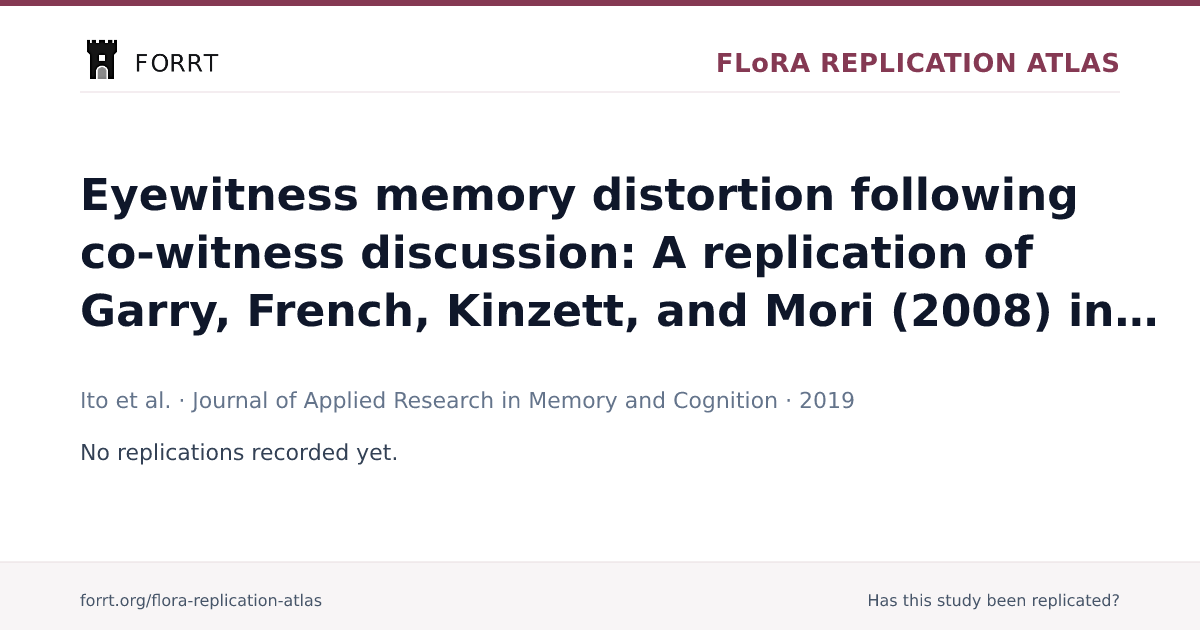 FORRT
FLoRA REPLICATION ATLAS
Eyewitness memory distortion following
co-witness discussion: A replication of
Garry, French, Kinzett, and Mori (2008) in…
Ito et al. · Journal of Applied Research in Memory and Cognition · 2019
No replications recorded yet.
forrt.org/flora-replication-atlas
Has this study been replicated?